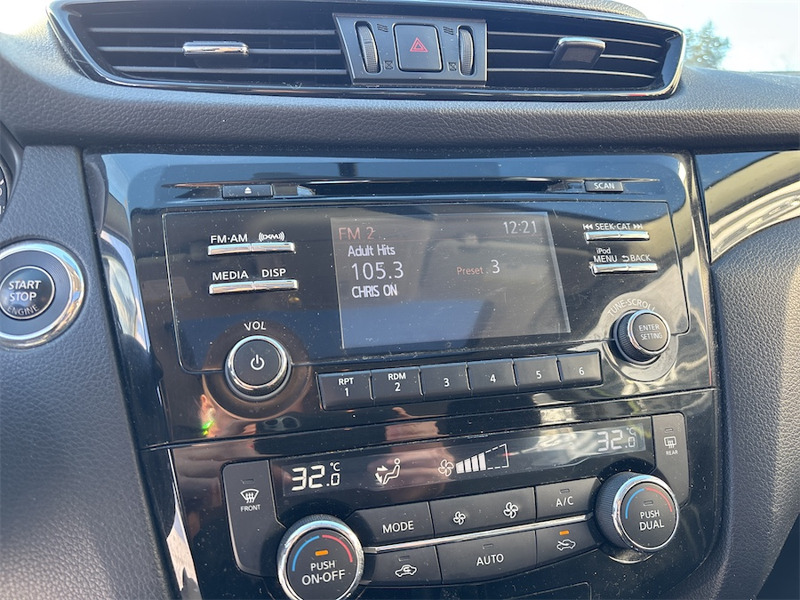 SCAN
FM·AM (XM)
MEDIA DISP
FM 2 12:21
Adult Hits
105.3 Preset. 3
CHRIS ON
SEEK·CAT
iPod
MENU BACK
START
STOP
ENGINE
VOL
TUNE·SCROLL
ENTER
SETTING
RPT
1
RDM
2
3
4
5
6
32.0 °C
32.0 °C
FRONT
REAR
MODE
A/C
AUTO
PUSH
ON·OFF
PUSH
DUAL